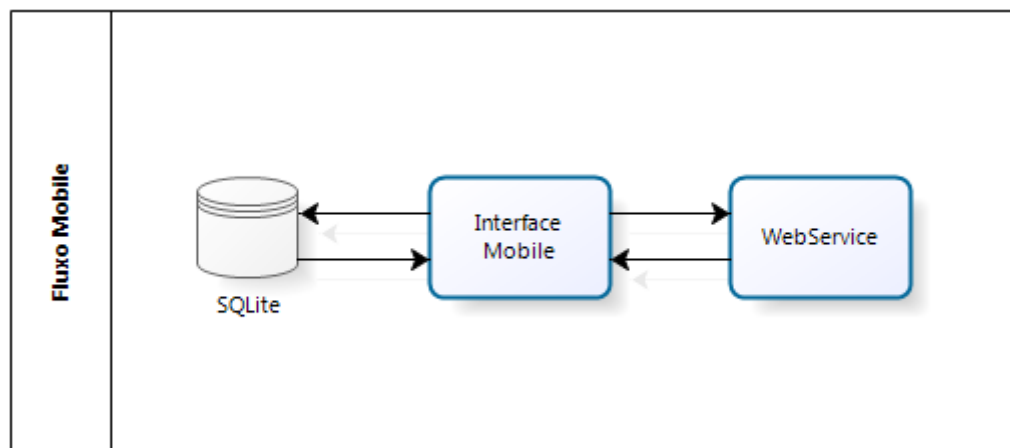 Fluxo Mobile
SQLite
Interface
Mobile
WebService